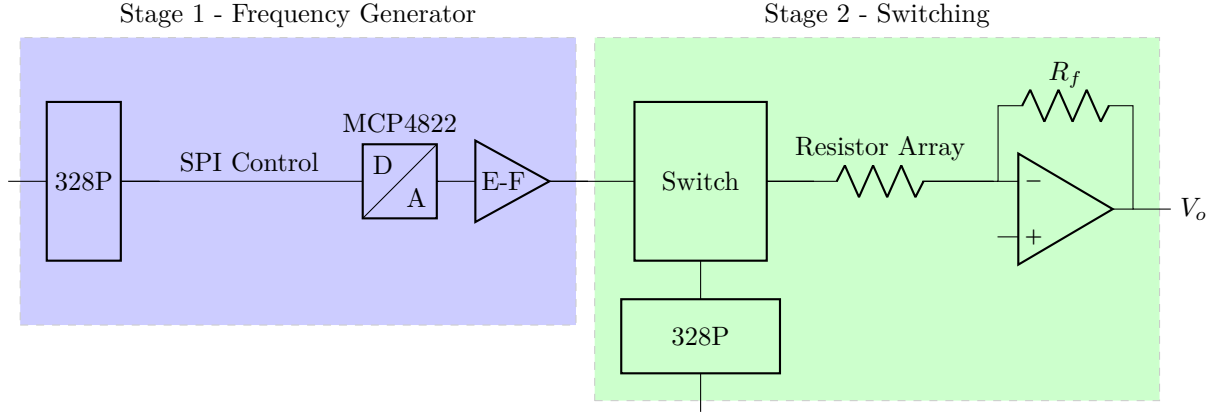 Stage 1 - Frequency Generator
328P
SPI Control
MCP4822
D
A
E-F
Stage 2 - Switching
Switch
328P
Resistor Array
R_f
−
+
V_o